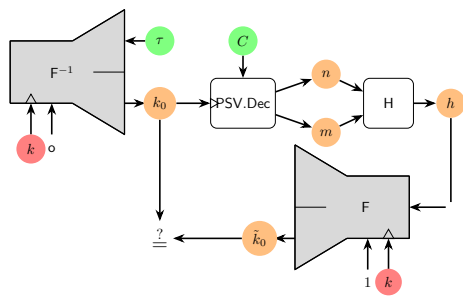 τ
C
F⁻¹
n
k₀
PSV.Dec
H
h
m
k
o
F
?
=
k̃₀
1
k